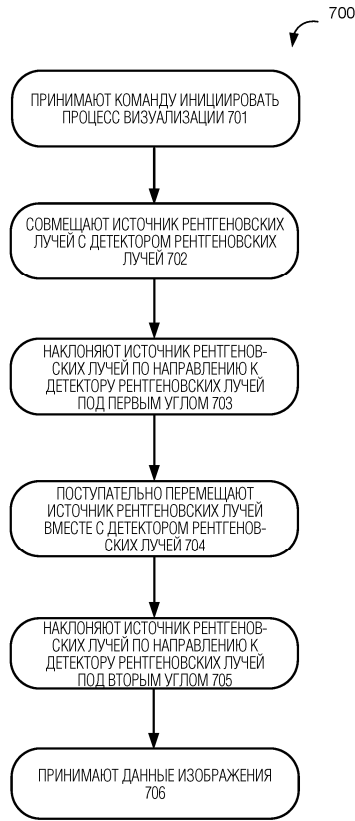 700
ПРИНИМАЮТ КОМАНДУ ИНИЦИИРОВАТЬ
ПРОЦЕСС ВИЗУАЛИЗАЦИИ 701
СОВМЕЩАЮТ ИСТОЧНИК РЕНТГЕНОВСКИХ
ЛУЧЕЙ С ДЕТЕКТОРОМ РЕНТГЕНОВСКИХ
ЛУЧЕЙ 702
НАКЛОНЯЮТ ИСТОЧНИК РЕНТГЕНОВ-
СКИХ ЛУЧЕЙ ПО НАПРАВЛЕНИЮ К
ДЕТЕКТОРУ РЕНТГЕНОВСКИХ ЛУЧЕЙ
ПОД ПЕРВЫМ УГЛОМ 703
ПОСТУПАТЕЛЬНО ПЕРЕМЕЩАЮТ
ИСТОЧНИК РЕНТГЕНОВСКИХ ЛУЧЕЙ
ВМЕСТЕ С ДЕТЕКТОРОМ РЕНТГЕНОВ-
СКИХ ЛУЧЕЙ 704
НАКЛОНЯЮТ ИСТОЧНИК РЕНТГЕНОВ-
СКИХ ЛУЧЕЙ ПО НАПРАВЛЕНИЮ К
ДЕТЕКТОРУ РЕНТГЕНОВСКИХ ЛУЧЕЙ
ПОД ВТОРЫМ УГЛОМ 705
ПРИНИМАЮТ ДАННЫЕ ИЗОБРАЖЕНИЯ
706